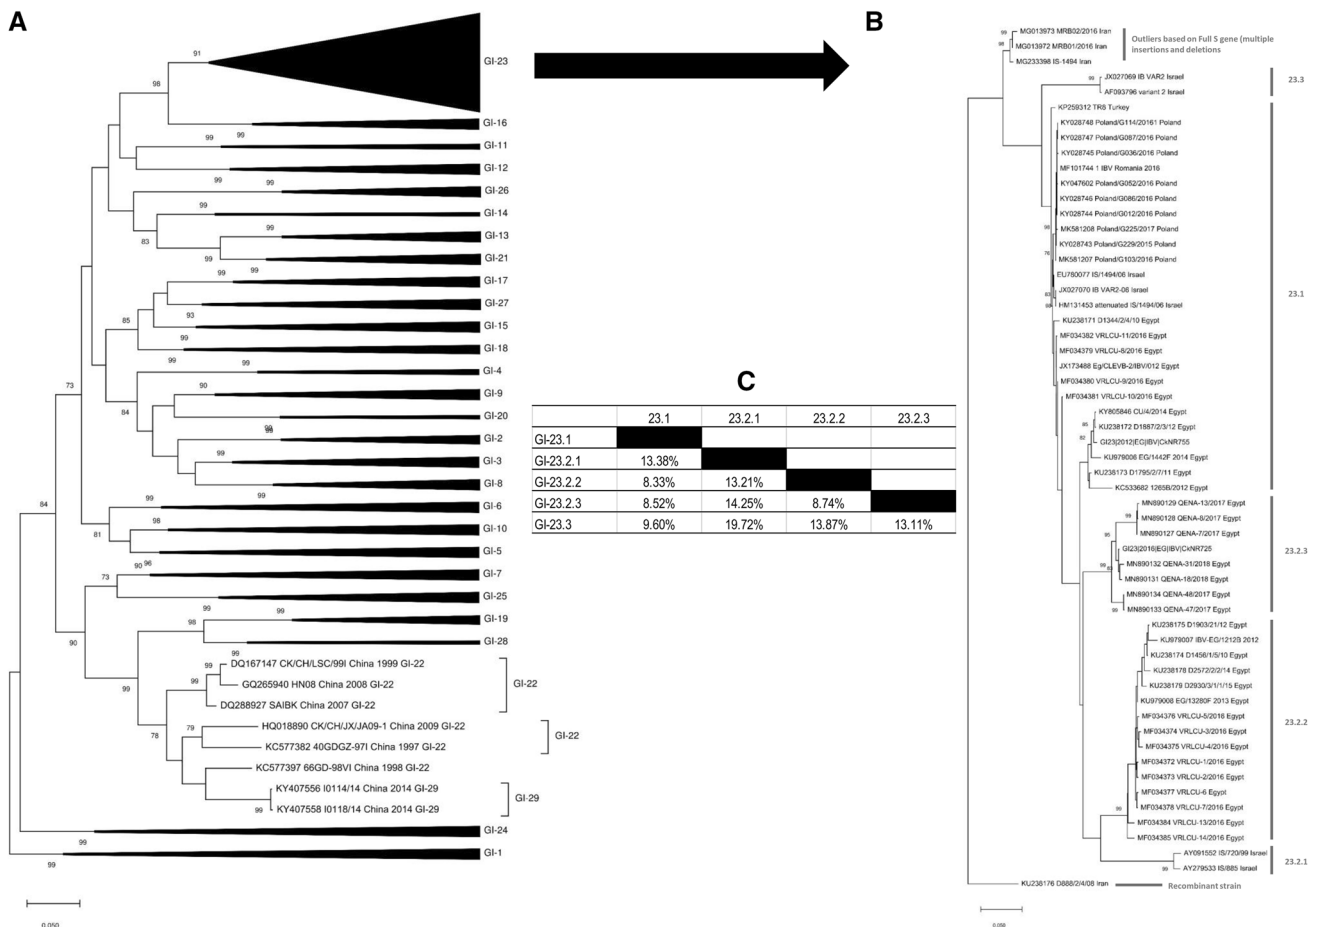 A
91
GI-23
98
GI-16
99
99
GI-11
GI-12
99
99
GI-26
99
GI-14
99
GI-13
83
99
GI-21
99
99
GI-17
GI-27
93
85
GI-15
99
GI-18
99
99
GI-4
73
90
GI-9
84
GI-20
99
GI-2
GI-3
99
GI-8
99
GI-6
84
98
GI-10
81
GI-5
90
96
GI-7
73
GI-25
99
99
GI-19
98
GI-28
90
99
99
99
DQ167147 CK/CH/LSC/99I China 1999 GI-22
GQ265940 HN08 China 2008 GI-22
99
DQ288927 SAIBK China 2007 GI-22
GI-22
79
HQ018890 CK/CH/JX/JA09-1 China 2009 GI-22
KC577382 40GDGZ-97I China 1997 GI-22
GI-22
78
KC577397 66GD-98VI China 1998 GI-22
KY407556 I0114/14 China 2014 GI-29
99
KY407558 I0118/14 China 2014 GI-29
GI-29
GI-24
99
GI-1
99
0.050
C
23.1 23.2.1 23.2.2 23.2.3
GI-23.1
GI-23.2.1 13.38%
GI-23.2.2 8.33% 13.21%
GI-23.2.3 8.52% 14.25% 8.74%
GI-23.3 9.60% 19.72% 13.87% 13.11%
B
99
98
MG013973 MRB02/2016 Iran
MG013972 MRB01/2016 Iran
MG233398 IS-1494 Iran
Outliers based on Full S gene (multiple
insertions and deletions
99
JX027069 IB VAR2 Israel
AF093796 variant 2 Israel
23.3
KP259312 TR8 Turkey
KY028748 Poland/G114/20161 Poland
KY028747 Poland/G087/2016 Poland
KY028745 Poland/G036/2016 Poland
MF101744 1 IBV Romania 2016
KY047602 Poland/G052/2016 Poland
KY028746 Poland/G086/2016 Poland
KY028744 Poland/G012/2016 Poland
MK581208 Poland/G225/2017 Poland
KY028743 Poland/G229/2015 Poland
76
MK581207 Poland/G103/2016 Poland
EU780077 IS/1494/06 Israel
JX027070 IB VAR2-06 Israel
HM131453 attenuated IS/1494/06 Israel
KU238171 D1344/2/4/10 Egypt
MF034382 VRLCU-11/2016 Egypt
MF034379 VRLCU-8/2016 Egypt
JX173488 Eg/CLEVB-2/IBV/012 Egypt
MF034380 VRLCU-9/2016 Egypt
MF034381 VRLCU-10/2016 Egypt
23.1
KY805846 CU/4/2014 Egypt
85
KU238172 D1887/2/3/12 Egypt
82
GI23|2012|EG|IBV|CkNR755
KU979006 EG/1442F 2014 Egypt
KU238173 D1795/2/7/11 Egypt
KC533682 1265B/2012 Egypt
MN890129 QENA-13/2017 Egypt
99
MN890128 QENA-8/2017 Egypt
MN890127 QENA-7/2017 Egypt
95
GI23|2016|EG|IBV|CkNR725
99
MN890132 QENA-31/2018 Egypt
MN890131 QENA-18/2018 Egypt
MN890134 QENA-48/2017 Egypt
99
MN890133 QENA-47/2017 Egypt
23.2.3
KU238175 D1903/21/12 Egypt
KU979007 IBV-EG/1212B 2012
KU238174 D1456/1/5/10 Egypt
KU238178 D2572/2/2/14 Egypt
KU238179 D2930/3/1/1/15 Egypt
KU979008 EG/13280F 2013 Egypt
MF034376 VRLCU-5/2016 Egypt
MF034374 VRLCU-3/2016 Egypt
MF034375 VRLCU-4/2016 Egypt
MF034372 VRLCU-1/2016 Egypt
MF034373 VRLCU-2/2016 Egypt
MF034377 VRLCU-6 Egypt
99
MF034378 VRLCU-7/2016 Egypt
MF034384 VRLCU-13/2016 Egypt
MF034385 VRLCU-14/2016 Egypt
23.2.2
AY091552 IS/720/99 Israel
99
AY279533 IS/885 Israel
23.2.1
KU238176 D888/2/4/08 Iran
Recombinant strain
0.050